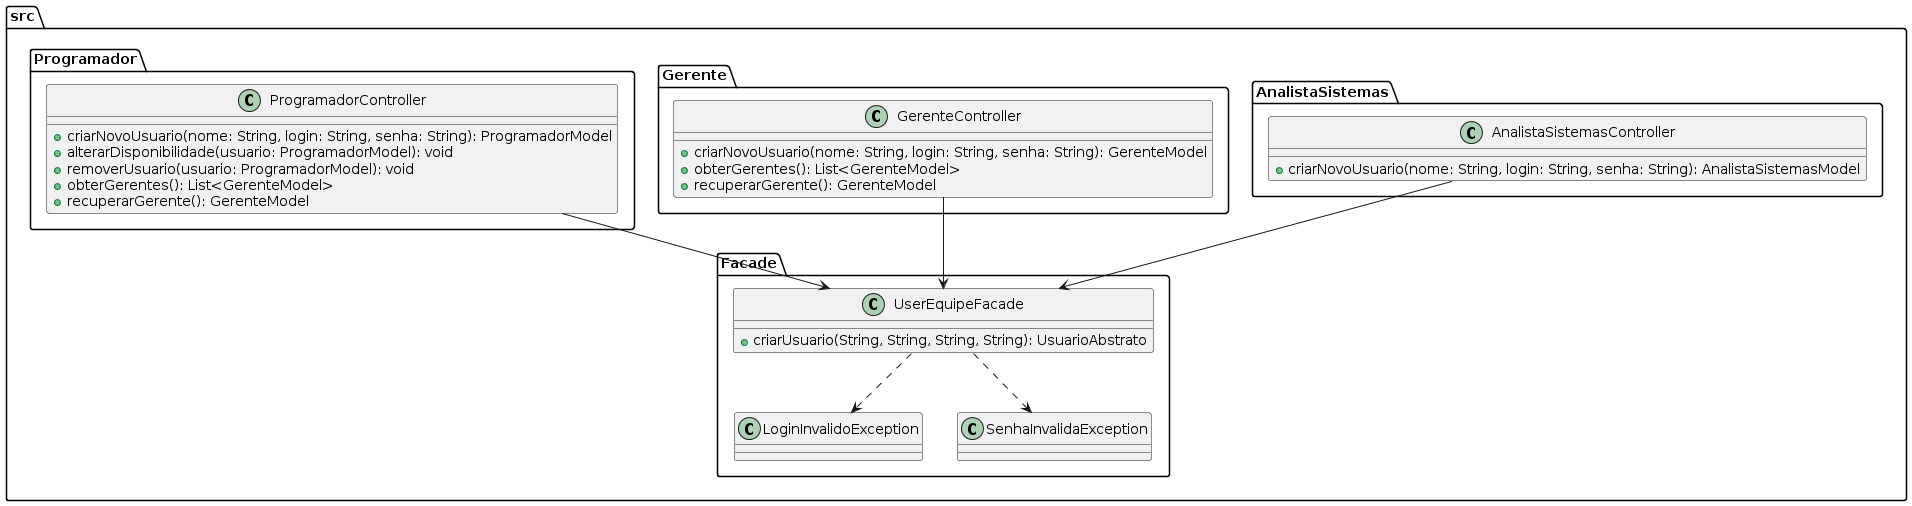 src
Programador
C ProgramadorController
criarNovoUsuario(nome: String, login: String, senha: String): ProgramadorModel
alterarDisponibilidade(usuario: ProgramadorModel): void
removerUsuario(usuario: ProgramadorModel): void
obterGerentes(): List<GerenteModel>
recuperarGerente(): GerenteModel
Gerente
C GerenteController
criarNovoUsuario(nome: String, login: String, senha: String): GerenteModel
obterGerentes(): List<GerenteModel>
recuperarGerente(): GerenteModel
AnalistaSistemas
C AnalistaSistemasController
criarNovoUsuario(nome: String, login: String, senha: String): AnalistaSistemasModel
Facade
C UserEquipeFacade
criarUsuario(String, String, String, String): UsuarioAbstrato
C LoginInvalidoException
C SenhaInvalidaException